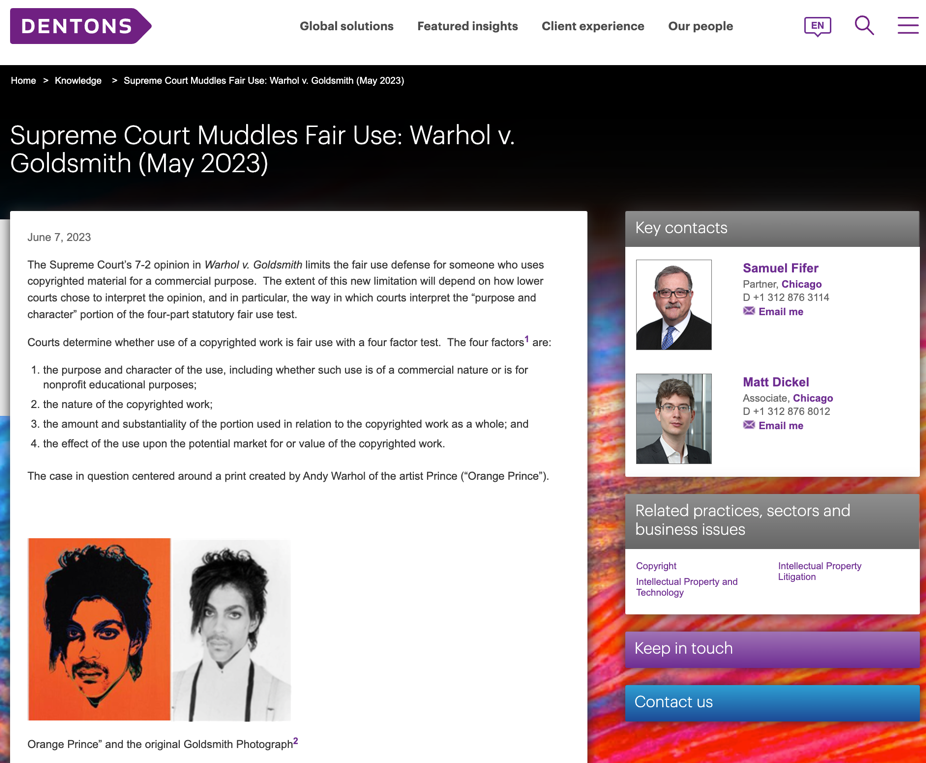 DENTONS
Global solutions
Featured insights
Client experience
Our people
EN
Home > Knowledge > Supreme Court Muddles Fair Use: Warhol v. Goldsmith (May 2023)
Supreme Court Muddles Fair Use: Warhol v.
Goldsmith (May 2023)
June 7, 2023
The Supreme Court's 7-2 opinion in Warhol v. Goldsmith limits the fair use defense for someone who uses
copyrighted material for a commercial purpose. The extent of this new limitation will depend on how lower
courts chose to interpret the opinion, and in particular, the way in which courts interpret the “purpose and
character” portion of the four-part statutory fair use test.
Courts determine whether use of a copyrighted work is fair use with a four factor test. The four factors1 are:
1. the purpose and character of the use, including whether such use is of a commercial nature or is for
nonprofit educational purposes;
2. the nature of the copyrighted work;
3. the amount and substantiality of the portion used in relation to the copyrighted work as a whole; and
4. the effect of the use upon the potential market for or value of the copyrighted work.
The case in question centered around a print created by Andy Warhol of the artist Prince (“Orange Prince”).
Orange Prince” and the original Goldsmith Photograph2
Key contacts
Samuel Fifer
Partner, Chicago
D +1 312 876 3114
Email me
Matt Dickel
Associate, Chicago
D +1 312 876 8012
Email me
Related practices, sectors and
business issues
Copyright
Intellectual Property and
Technology
Intellectual Property
Litigation
Keep in touch
Contact us